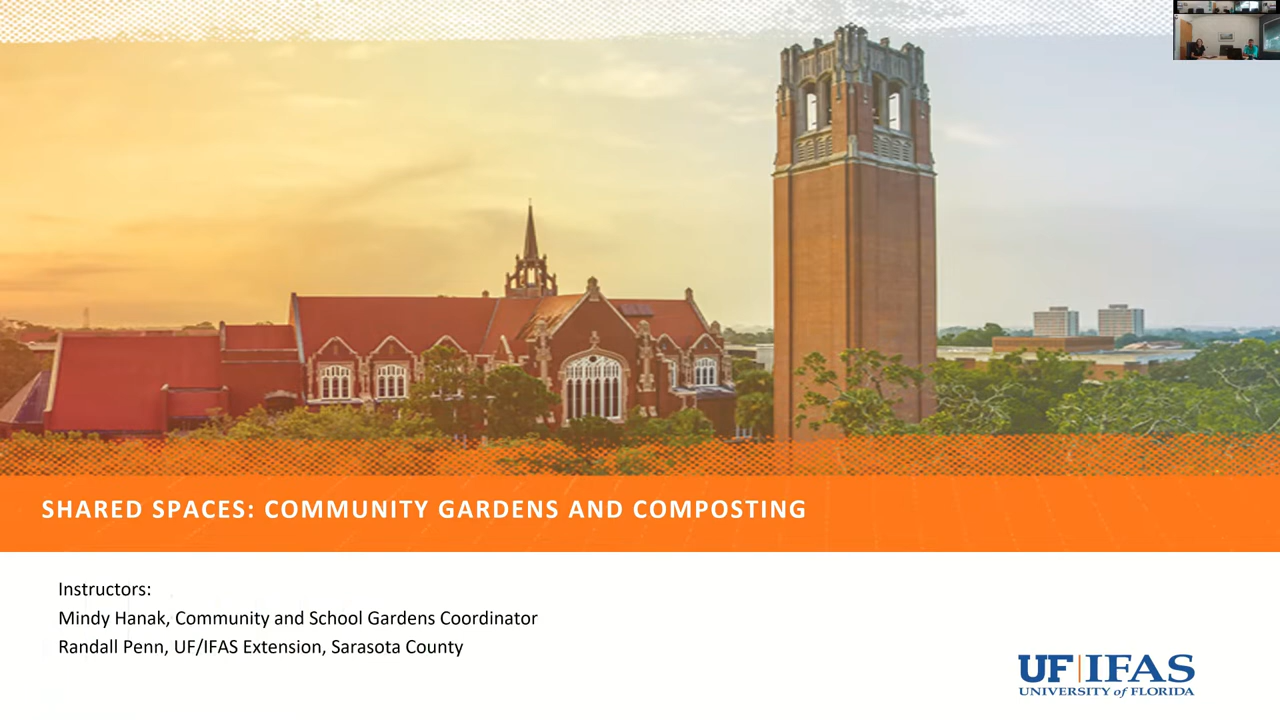 SHARED SPACES: COMMUNITY GARDENS AND COMPOSTING
Instructors:
Mindy Hanak, Community and School Gardens Coordinator
Randall Penn, UF/IFAS Extension, Sarasota County
UF|IFAS
UNIVERSITY of FLORIDA